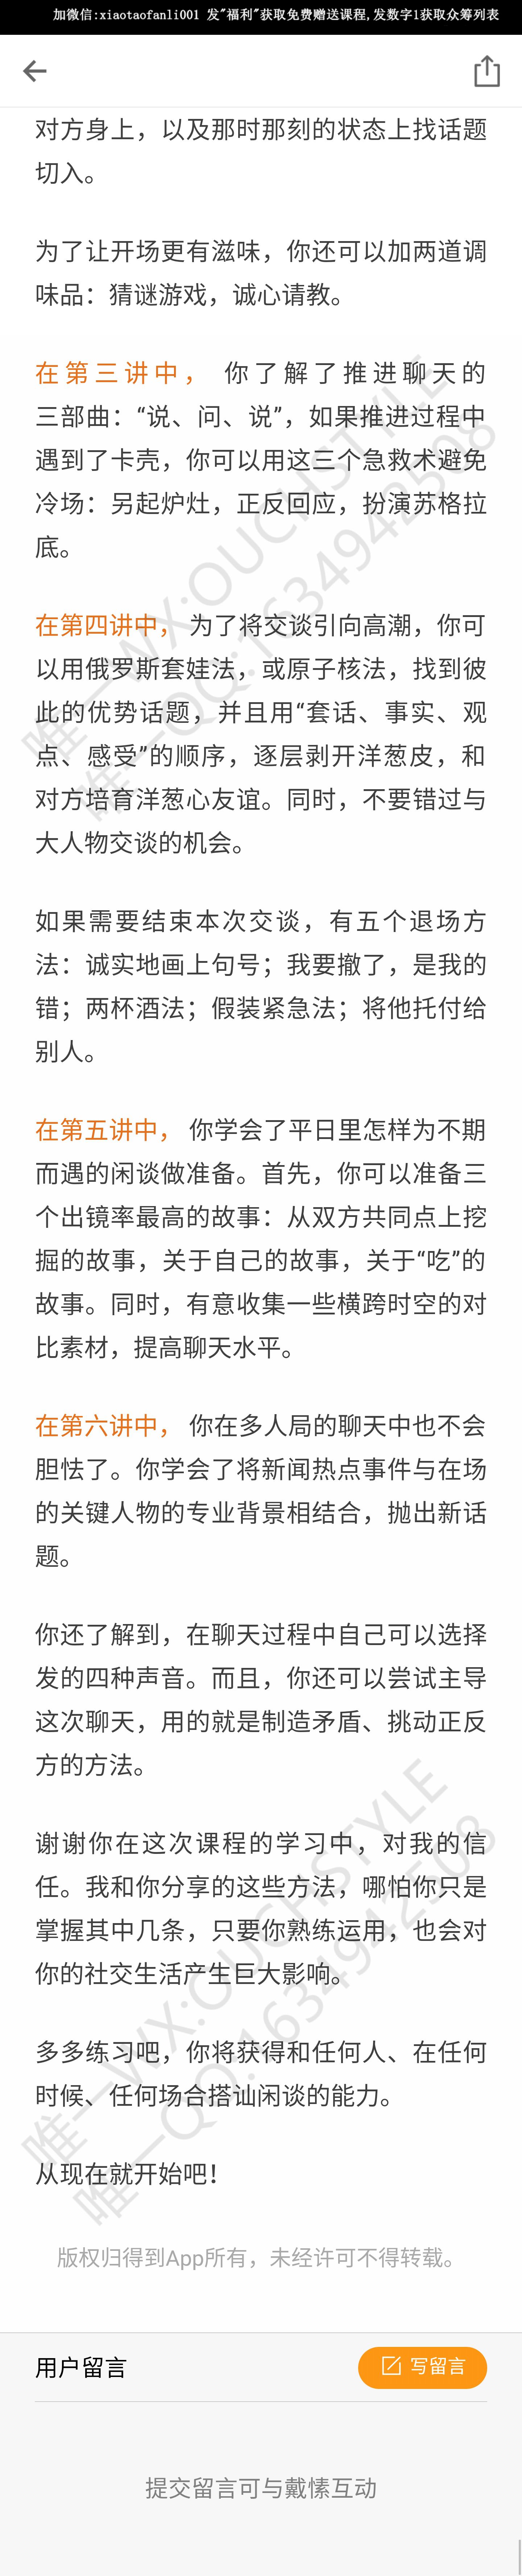 加微信:xiaotaofanli001 发"福利"获取免费赠送课程,发数字1获取众筹列表
对方身上，以及那时那刻的状态上找话题
切入。
为了让开场更有滋味，你还可以加两道调
味品：猜谜游戏，诚心请教。
在第三讲中，你了解了推进聊天的
三部曲：“说、问、说”，如果推进过程中
遇到了卡壳，你可以用这三个急救术避免
冷场：另起炉灶，正反回应，扮演苏格拉
底。
在第四讲中，为了将交谈引向高潮，你可
以用俄罗斯套娃法，或原子核法，找到彼
此的优势话题，并且用“套话、事实、观
点、感受”的顺序，逐层剥开洋葱皮，和
对方培育洋葱心友谊。同时，不要错过与
大人物交谈的机会。
唯一WX:OUCHSTYLE
唯一QQ:1634942508
如果需要结束本次交谈，有五个退场方
法：诚实地画上句号；我要撤了，是我的
错；两杯酒法；假装紧急法；将他托付给
别人。
在第五讲中，你学会了平日里怎样为不期
而遇的闲谈做准备。首先，你可以准备三
个出镜率最高的故事：从双方共同点上挖
掘的故事，关于自己的故事，关于“吃”的
故事。同时，有意收集一些横跨时空的对
比素材，提高聊天水平。
在第六讲中，你在多人局的聊天中也不会
胆怯了。你学会了将新闻热点事件与在场
的关键人物的专业背景相结合，抛出新话
题。
你还了解到，在聊天过程中自己可以选择
发的四种声音。而且，你还可以尝试主导
这次聊天，用的就是制造矛盾、挑动正反
方的方法。
谢谢你在这次课程的学习中，对我的信
任。我和你分享的这些方法，哪怕你只是
掌握其中几条，只要你熟练运用，也会对
你的社交生活产生巨大影响。
多多练习吧，你将获得和任何人、在任何
时候、任何场合搭讪闲谈的能力。
从现在就开始吧！
唯一WX:OUCHSTYLE
唯一QQ:1634942508
版权归得到App所有，未经许可不得转载。
用户留言
写留言
提交留言可与戴愫互动